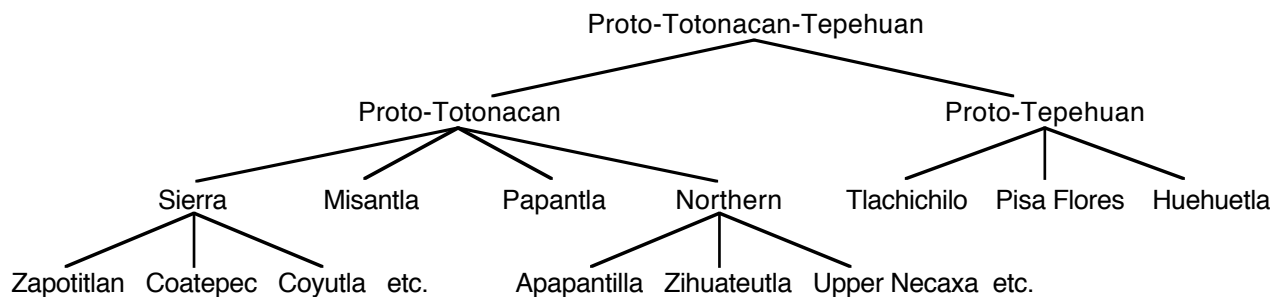 Proto-Totonacan-Tepehuan
Proto-Totonacan Proto-Tepehuan
Sierra Misantla Papantla Northern Tlachichilo Pisa Flores Huehuetla
Zapotitlan Coatepec Coyutla etc. Apapantilla Zihuateutla Upper Necaxa etc.